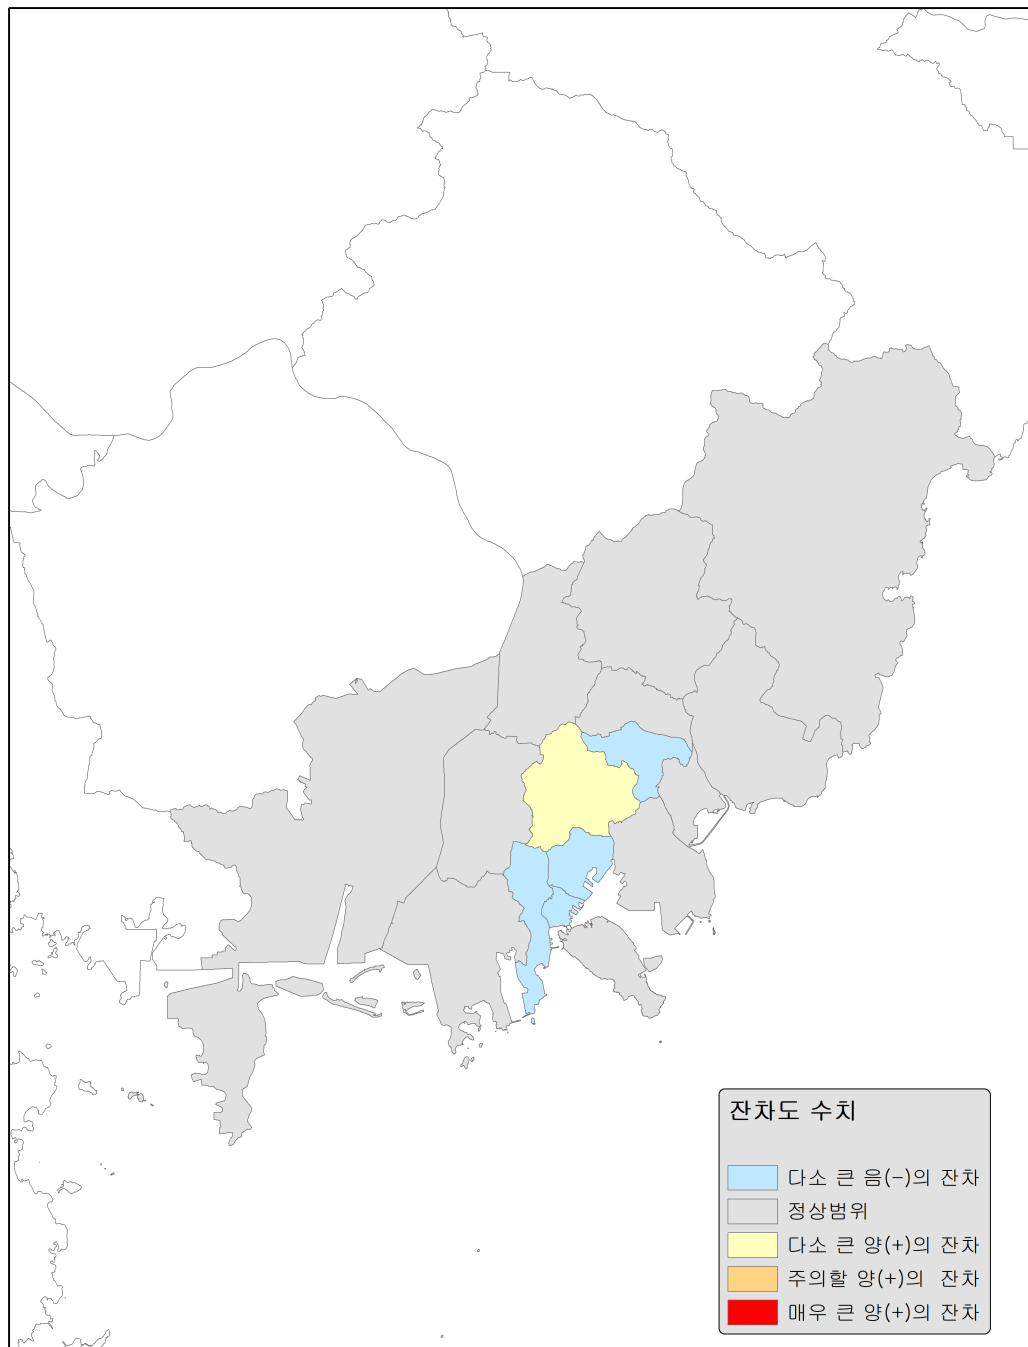 잔차도 수치
다소 큰 음(-)의 잔차
정상범위
다소 큰 양(+)의 잔차
주의할 양(+)의 잔차
매우 큰 양(+)의 잔차